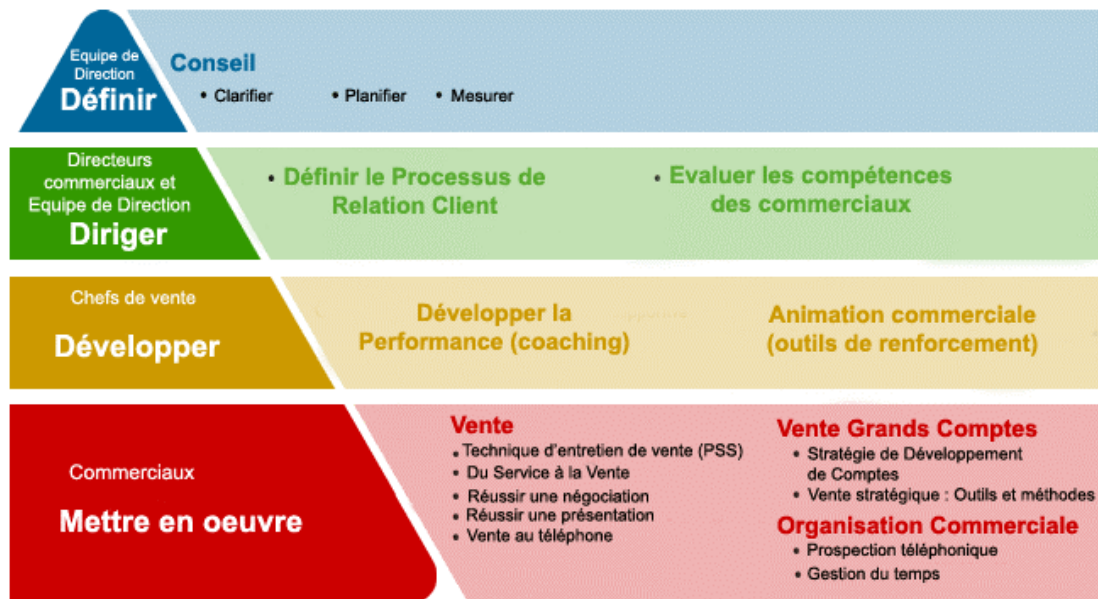 Equipe de
Direction
Définir
Conseil
• Clarifier • Planifier • Mesurer
Directeurs
commerciaux et
Equipe de Direction
Diriger
• Définir le Processus de
Relation Client
• Evaluer les compétences
des commerciaux
Chefs de vente
Développer
Développer la
Performance (coaching)
Animation commerciale
(outils de renforcement)
Commerciaux
Mettre en oeuvre
Vente
• Technique d'entretien de vente (PSS)
• Du Service à la Vente
• Réussir une négociation
• Réussir une présentation
• Vente au téléphone
Vente Grands Comptes
• Stratégie de Développement
de Comptes
• Vente stratégique : Outils et méthodes
Organisation Commerciale
• Prospection téléphonique
• Gestion du temps